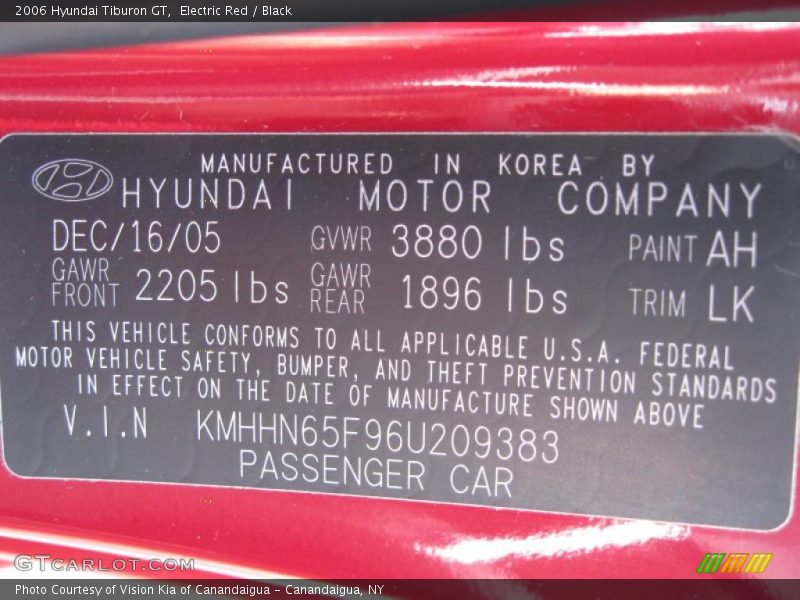 2006 Hyundai Tiburon GT, Electric Red / Black
MANUFACTURED IN KOREA BY
HYUNDAI MOTOR COMPANY
DEC/16/05 GVWR 3880 lbs PAINT AH
GAWR FRONT 2205 lbs GAWR REAR 1896 lbs TRIM LK
THIS VEHICLE CONFORMS TO ALL APPLICABLE U.S.A. FEDERAL
MOTOR VEHICLE SAFETY, BUMPER, AND THEFT PREVENTION STANDARDS
IN EFFECT ON THE DATE OF MANUFACTURE SHOWN ABOVE
V.I.N KMHHN65F96U209383
PASSENGER CAR
GTCARLOT.COM
Photo Courtesy of Vision Kia of Canandaigua - Canandaigua, NY